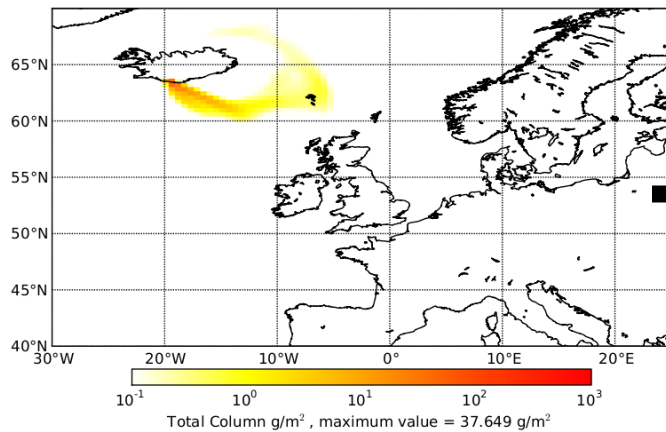 65°N
60°N
55°N
50°N
45°N
40°N
30°W 20°W 10°W 0° 10°E 20°E
10⁻¹ 10⁰ 10¹ 10² 10³
Total Column g/m² , maximum value = 37.649 g/m²